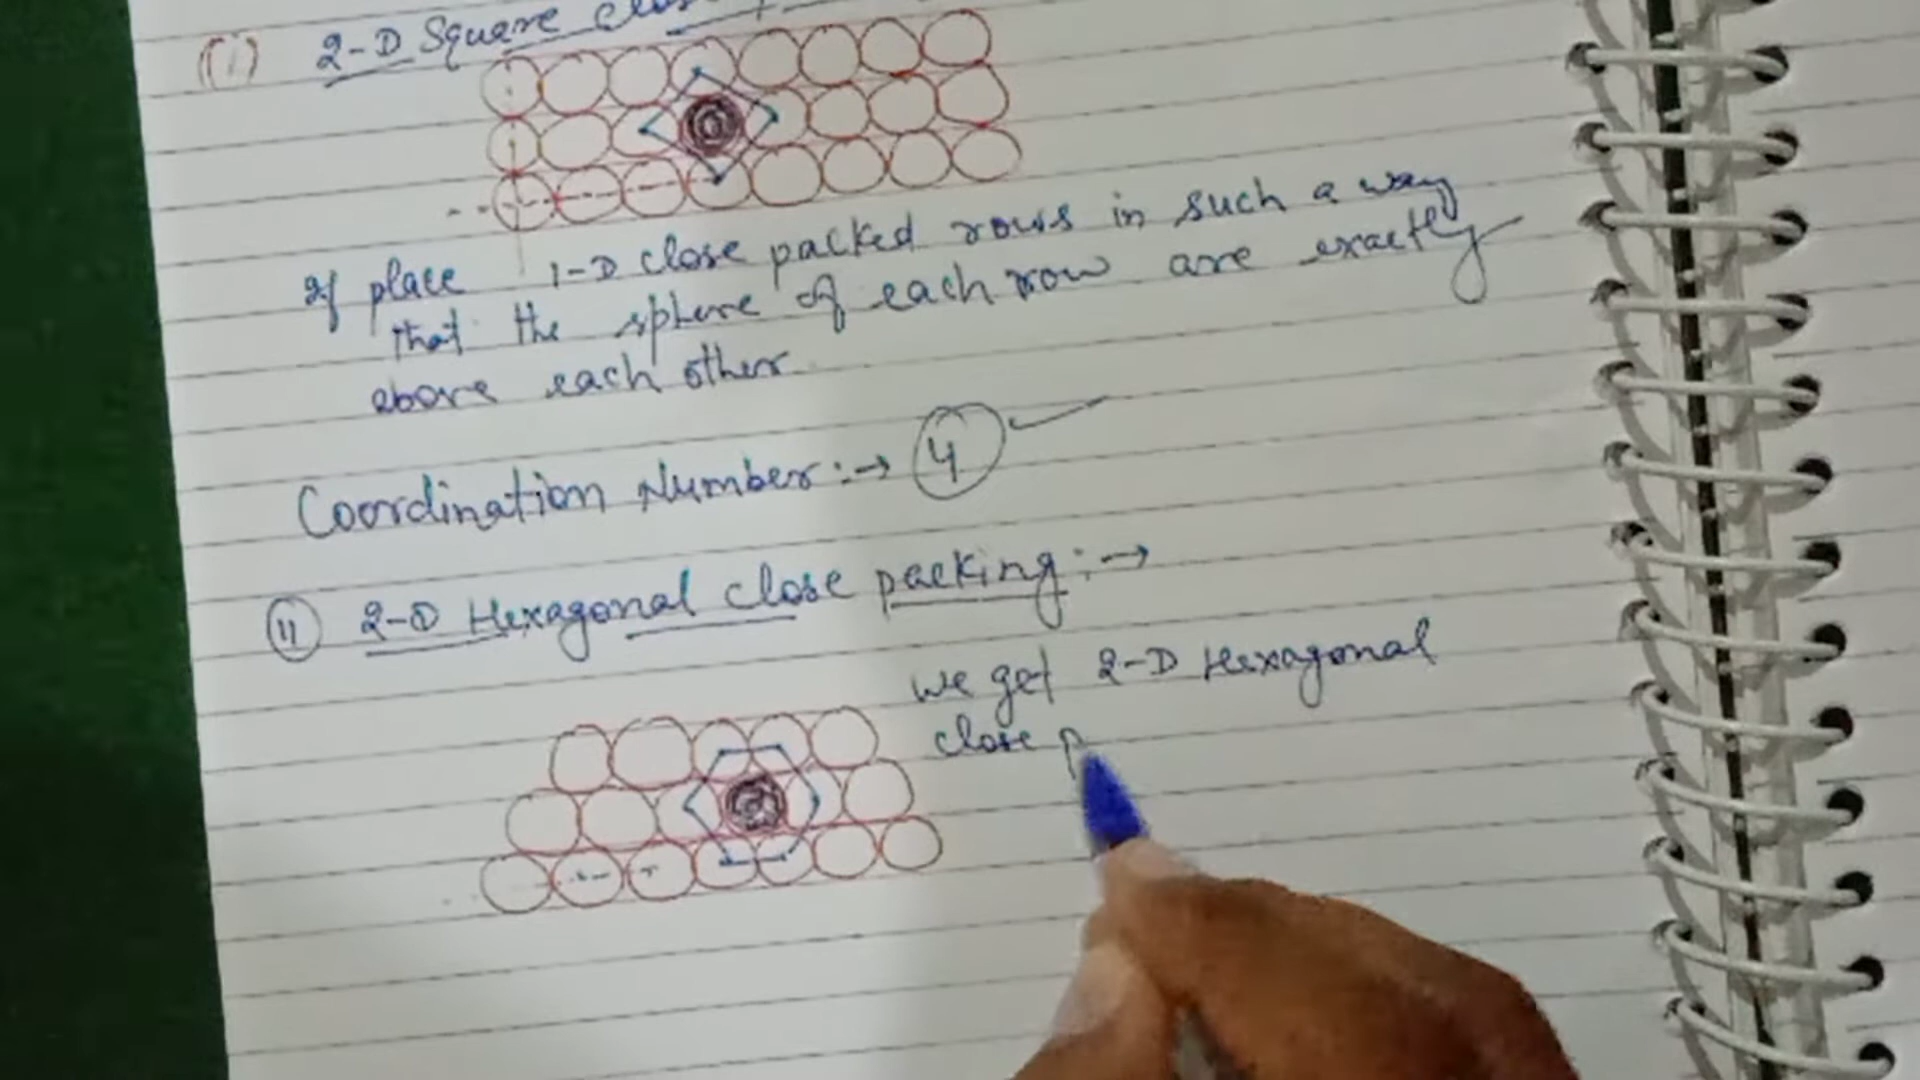 (i) 2-D Square Clos
If place 1-D close packed rows in such a way
that the sphere of each row are exactly
above each other
Coordination Number :→ 4
(ii) 2-D Hexagonal close packing :→
we get 2-D Hexagonal
close p